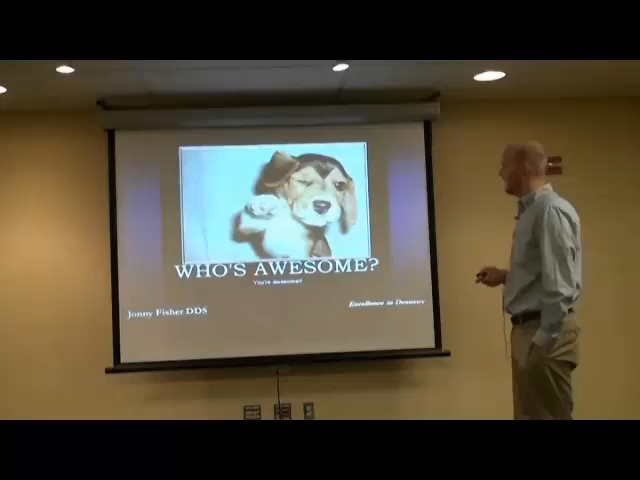 WHO'S AWESOME?
You're Awesome!
Jonny Fisher DDS
Excellence in Dentistry